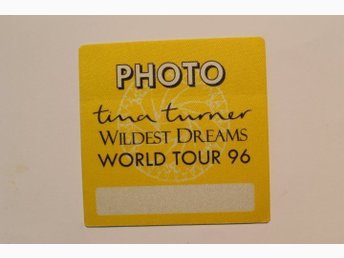 PHOTO
tina turner
WILDEST DREAMS
WORLD TOUR 96